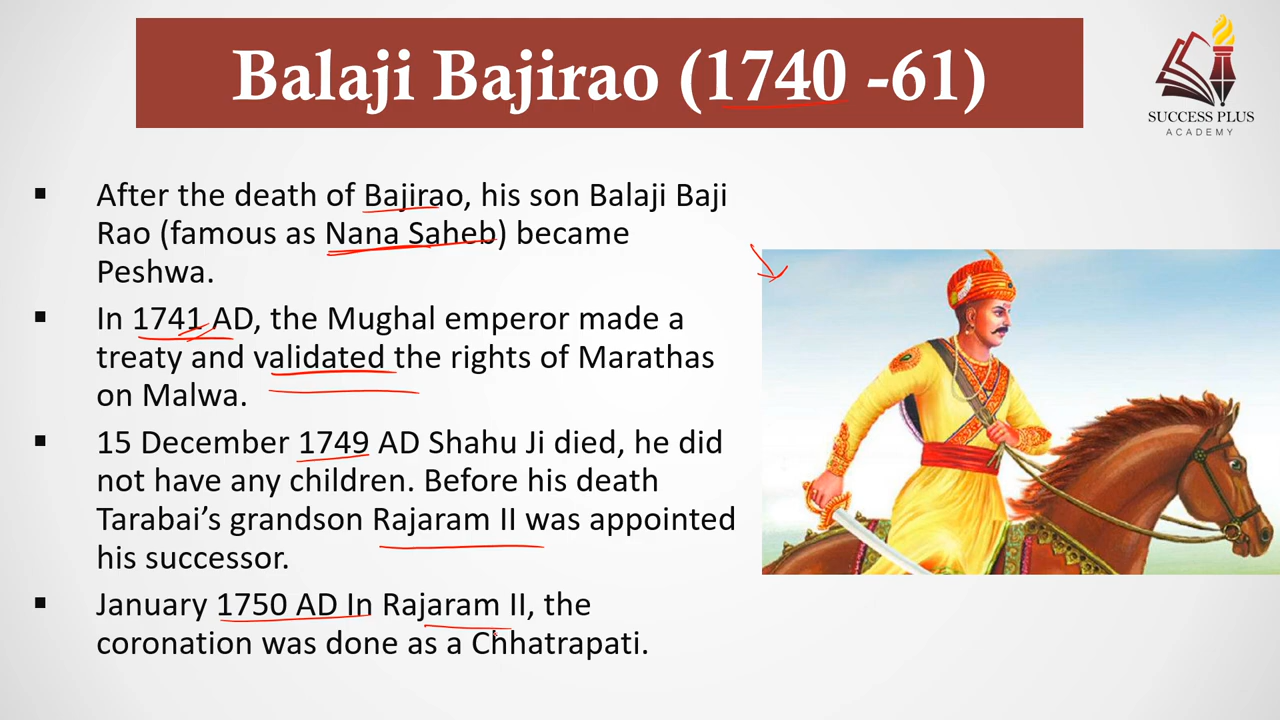 Balaji Bajirao (1740 -61)
SUCCESS PLUS
ACADEMY
▪ After the death of Bajirao, his son Balaji Baji
Rao (famous as Nana Saheb) became
Peshwa.
▪ In 1741 AD, the Mughal emperor made a
treaty and validated the rights of Marathas
on Malwa.
▪ 15 December 1749 AD Shahu Ji died, he did
not have any children. Before his death
Tarabai's grandson Rajaram II was appointed
his successor.
▪ January 1750 AD In Rajaram II, the
coronation was done as a Chhatrapati.